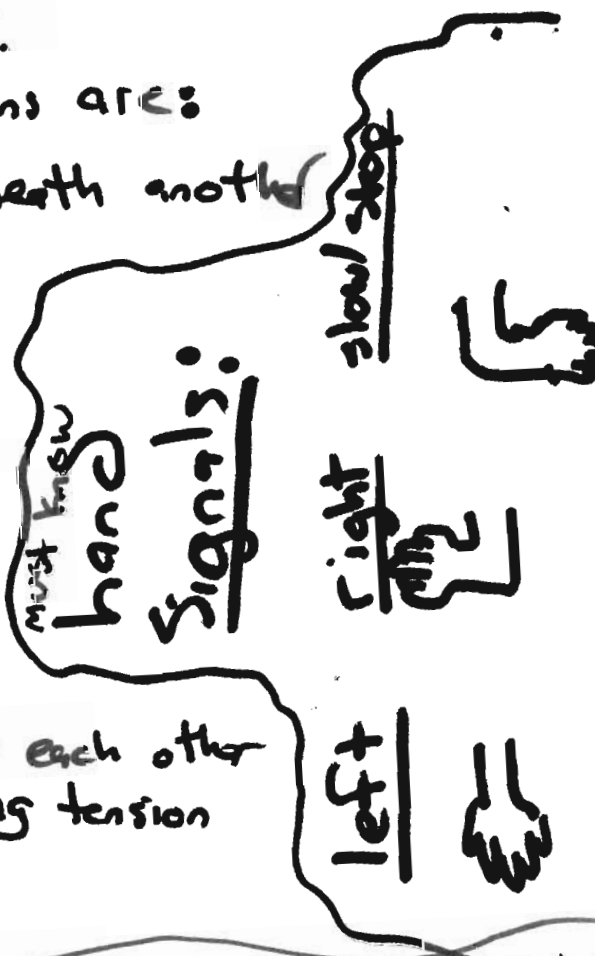 ns are:
eath another
must know
hand
Signals:
slow/stop
right
left
each other
g tension